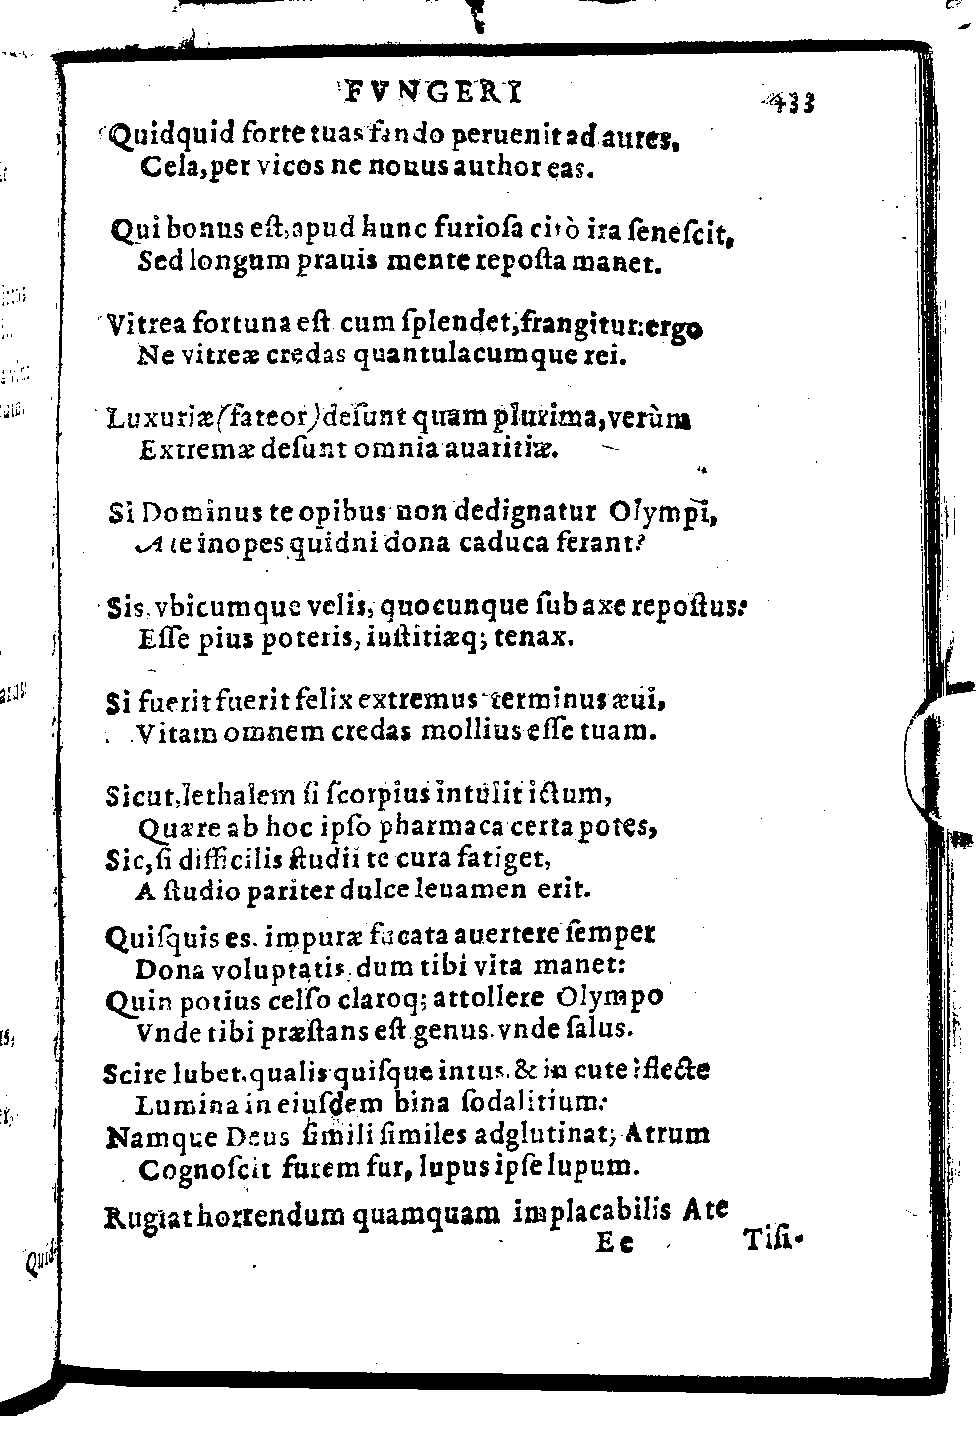 FVNGERI 433
Quidquid forte tuas fando peruenit ad aures,
Cela, per vicos ne nouus author eas.
Qui bonus eſt, apud hunc furioſa citò ira ſeneſcit,
Sed longum prauis mente repoſta manet.
Vitrea fortuna eſt cum ſplendet, frangitur: ergo
Ne vitreæ credas quantulacumque rei.
Luxuriæ (fateor) deſunt quam plurima, verùm
Extremæ deſunt omnia auaritiæ.
Si Dominus te opibus non dedignatur Olympi,
A te inopes quidni dona caduca ferant?
Sis. vbicumque velis, quocunque ſub axe repoſtus:
Eſſe pius poteris, iuſtitiæq; tenax.
Si fuerit fuerit felix extremus terminus æui,
Vitam omnem credas mollius eſſe tuam.
Sicut, lethalem ſi ſcorpius intulit ictum,
Quære ab hoc ipſo pharmaca certa potes,
Sic, ſi difficilis ſtudii te cura fatiget,
A ſtudio pariter dulce leuamen erit.
Quiſquis es. impuræ fucata auertere ſemper
Dona voluptatis. dum tibi vita manet:
Quin potius celſo claroq; attollere Olympo
Vnde tibi præſtans eſt genus. vnde ſalus.
Scire lubet. qualis quiſque intus. & in cute? flecte
Lumina in eiuſdem bina ſodalitium:
Namque Deus ſimili ſimiles adglutinat; Atrum
Cognoſcit furem fur, lupus ipſe lupum.
Rugiat horrendum quamquam implacabilis Ate
Ee Tiſi-